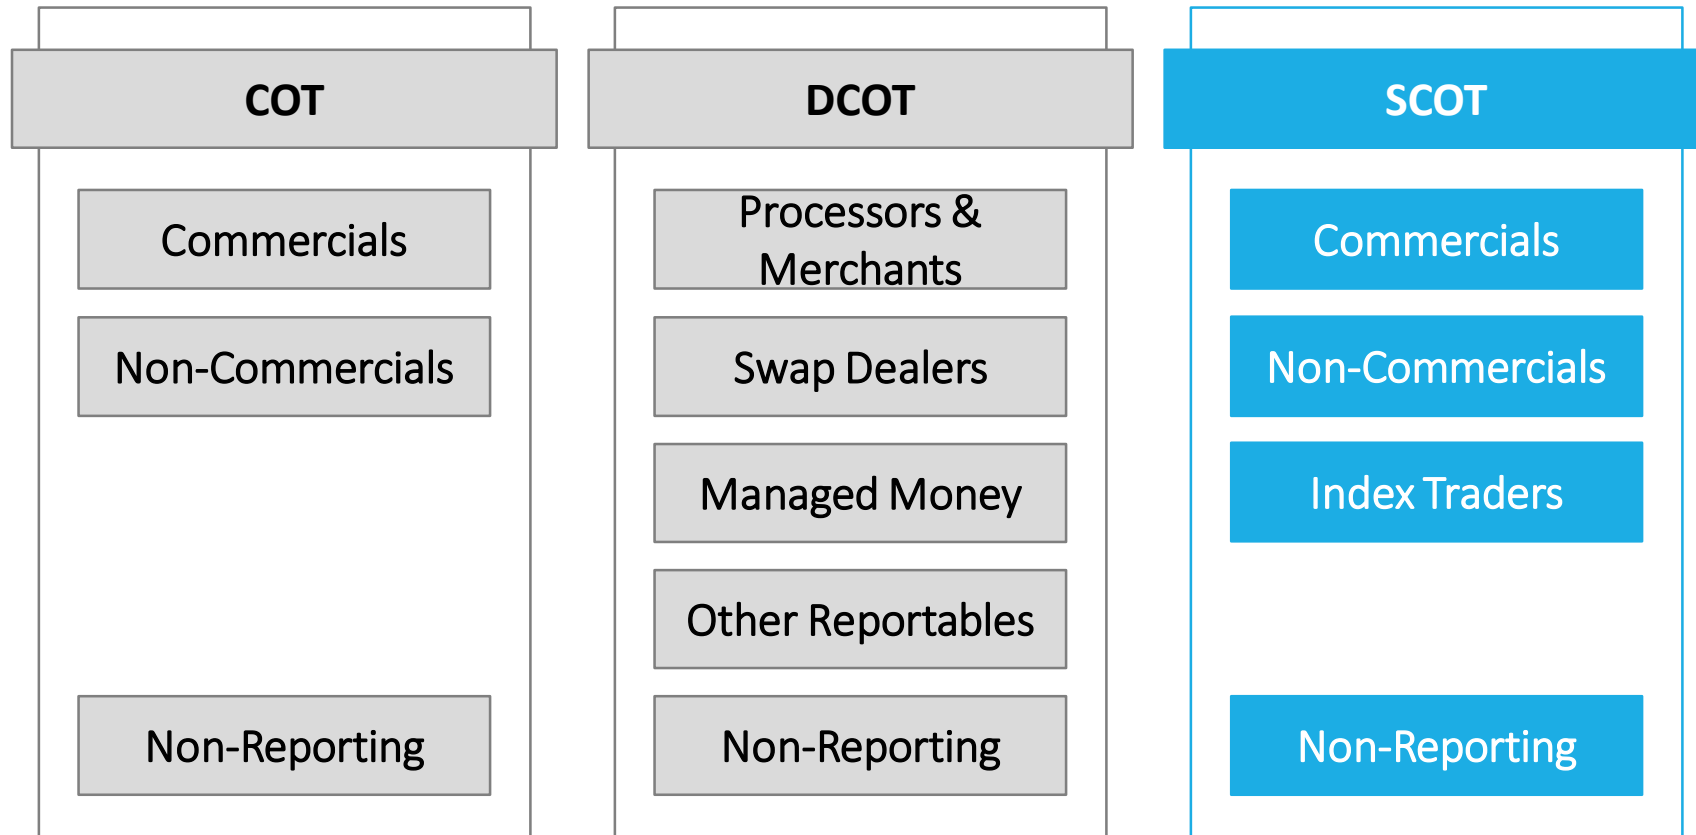 COT
Commercials
Non-Commercials
Non-Reporting
DCOT
Processors &
Merchants
Swap Dealers
Managed Money
Other Reportables
Non-Reporting
SCOT
Commercials
Non-Commercials
Index Traders
Non-Reporting